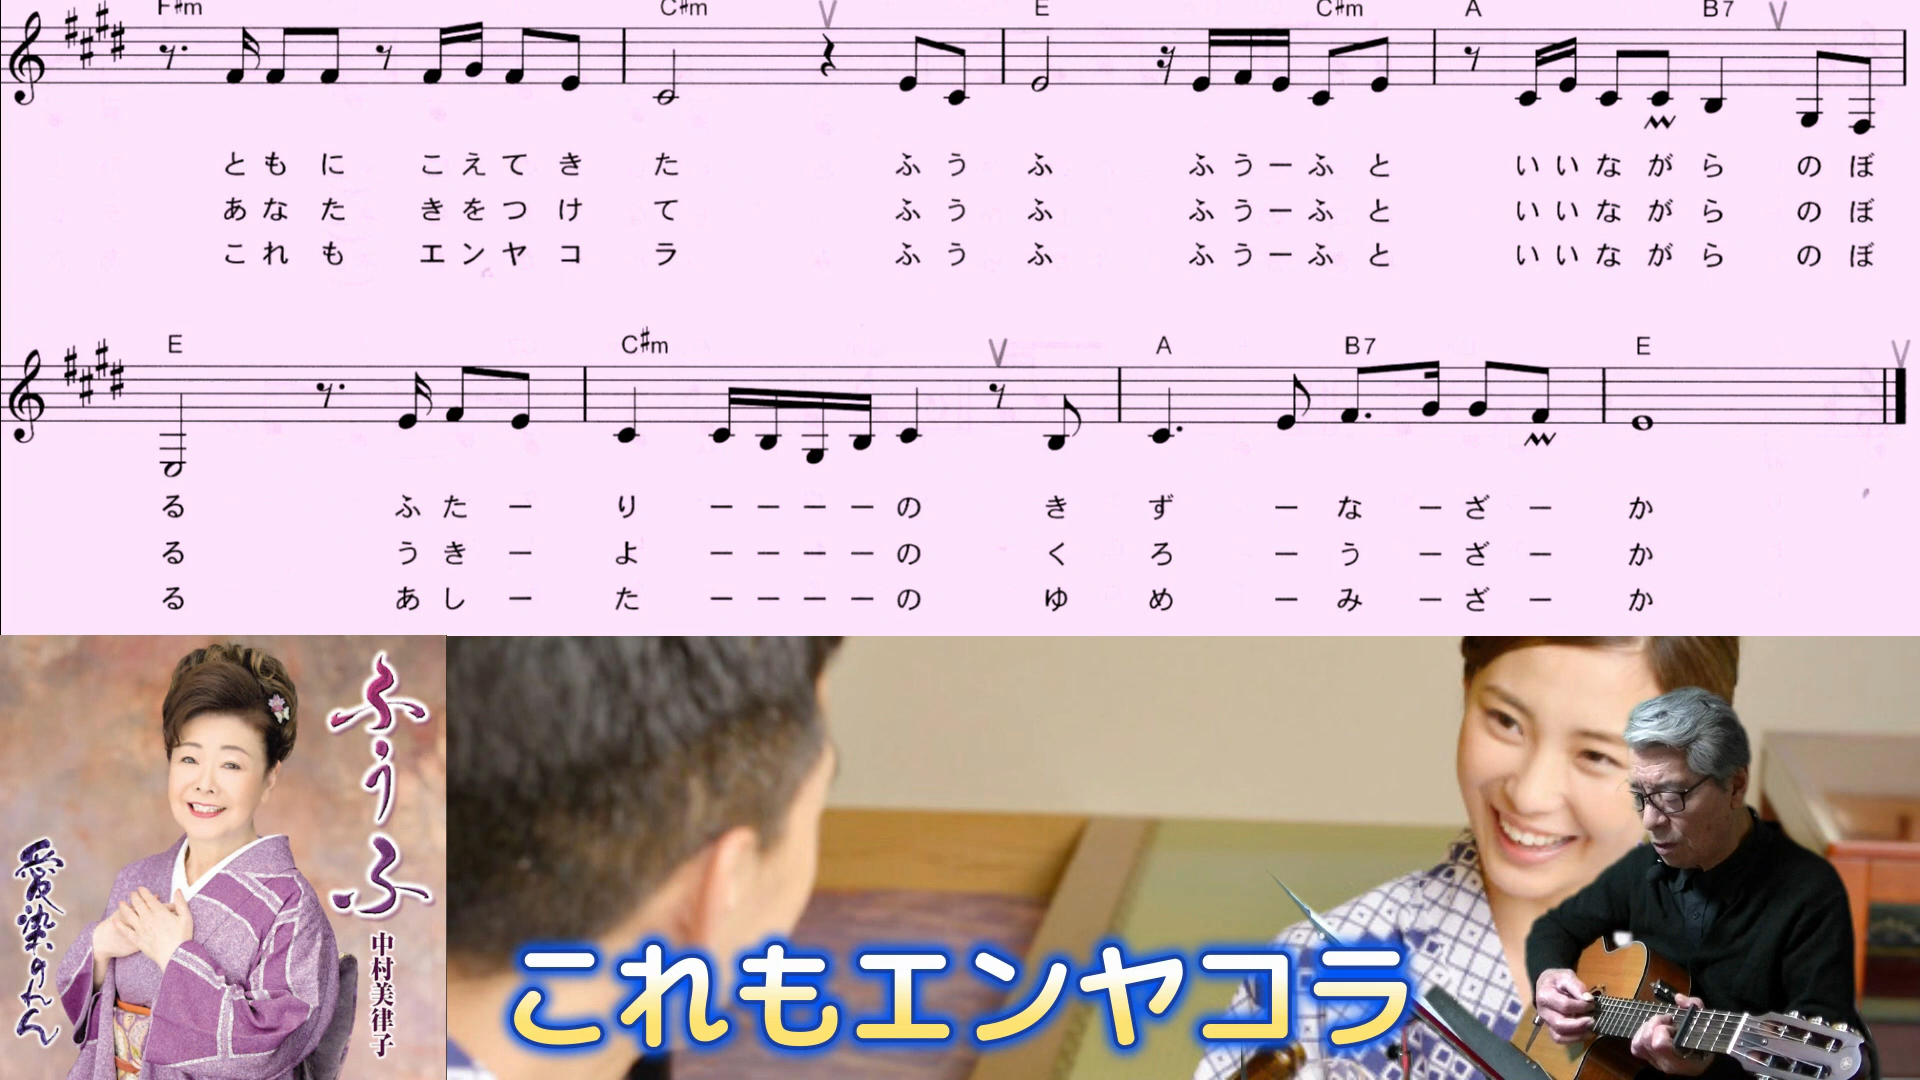 F♯m C♯m V E C♯m A B7 V
ともに こえてき た ふう ふ ふうーふと いいながら のぼ
あなた きをつけ て ふう ふ ふうーふと いいながら のぼ
これも エンヤコ ラ ふう ふ ふうーふと いいながら のぼ
E C♯m V A B7 E V
る ふたー り ーーーーの き ず ーなーざー か
る うきー よ ーーーーの く ろ ーうーざー か
る あしー た ーーーーの ゆ め ーみーざー か
ふうふ
中村美律子
愛染かれん
これもエンヤコラ